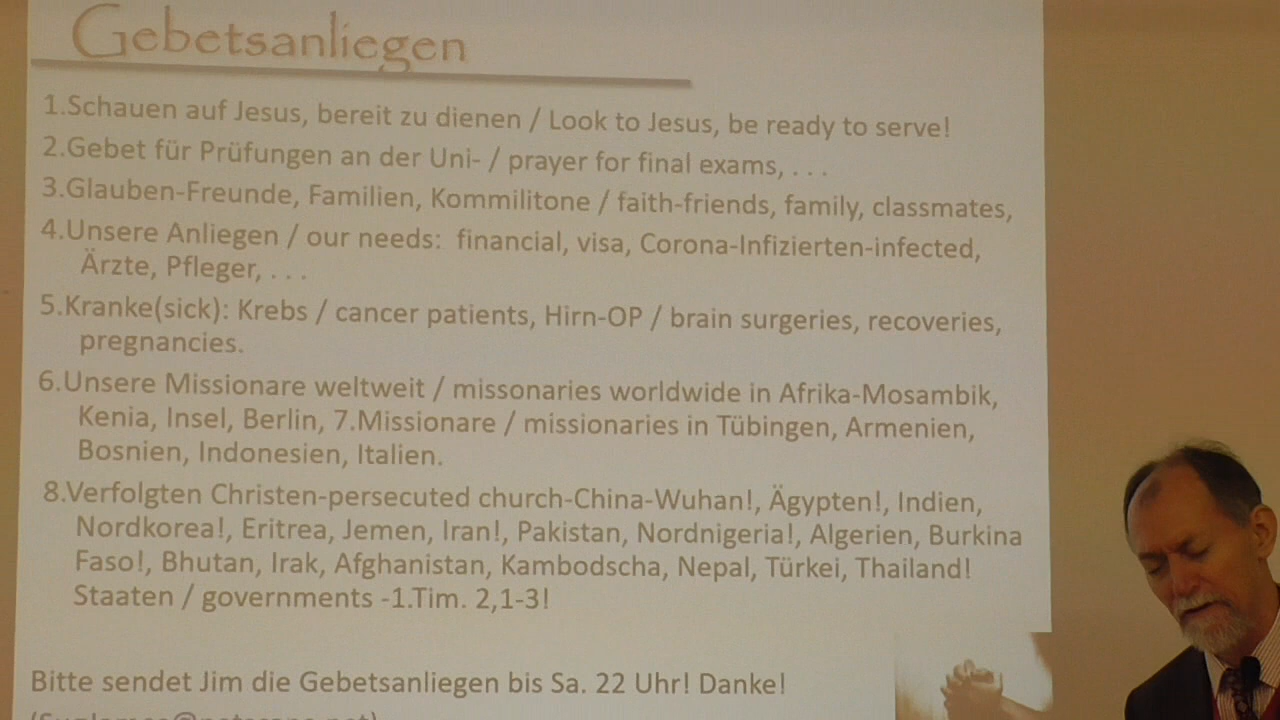 Gebetsanliegen
1.Schauen auf Jesus, bereit zu dienen / Look to Jesus, be ready to serve!
2.Gebet für Prüfungen an der Uni- / prayer for final exams, . . .
3.Glauben-Freunde, Familien, Kommilitone / faith-friends, family, classmates,
4.Unsere Anliegen / our needs: financial, visa, Corona-Infizierten-infected,
Ärzte, Pfleger, . . .
5.Kranke(sick): Krebs / cancer patients, Hirn-OP / brain surgeries, recoveries,
pregnancies.
6.Unsere Missionare weltweit / missonaries worldwide in Afrika-Mosambik,
Kenia, Insel, Berlin, 7.Missionare / missionaries in Tübingen, Armenien,
Bosnien, Indonesien, Italien.
8.Verfolgten Christen-persecuted church-China-Wuhan!, Ägypten!, Indien,
Nordkorea!, Eritrea, Jemen, Iran!, Pakistan, Nordnigeria!, Algerien, Burkina
Faso!, Bhutan, Irak, Afghanistan, Kambodscha, Nepal, Türkei, Thailand!
Staaten / governments -1.Tim. 2,1-3!
Bitte sendet Jim die Gebetsanliegen bis Sa. 22 Uhr! Danke!